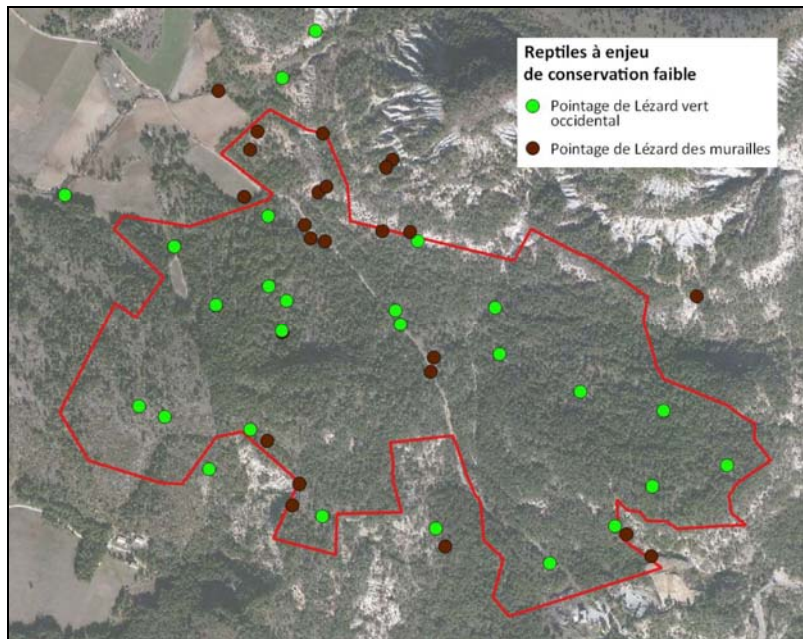 Reptiles à enjeu
de conservation faible
Pointage de Lézard vert
occidental
Pointage de Lézard des murailles